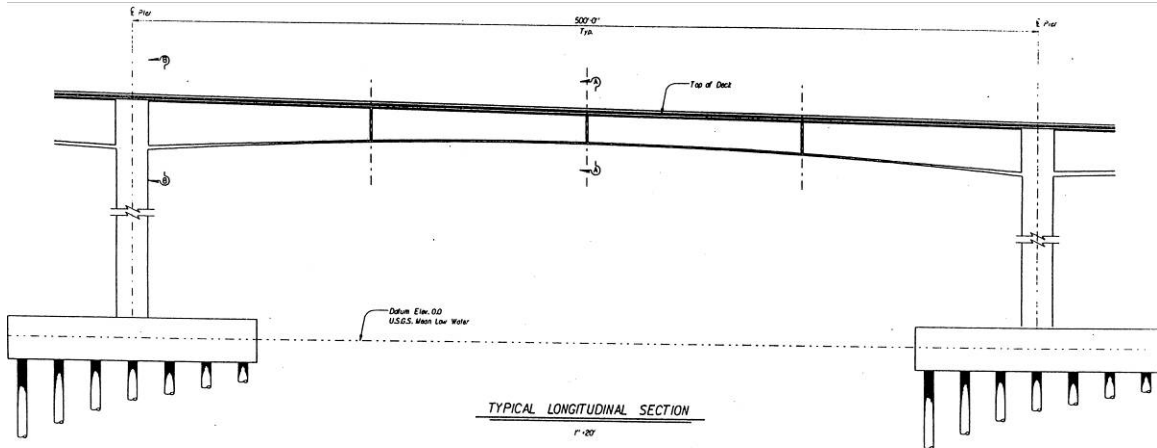 ℄ Pier
500'-0"
Typ.
℄ Pier
B
A
Top of Deck
B
A
Datum Elev. 0.0
U.S.G.S. Mean Low Water
TYPICAL LONGITUDINAL SECTION
1"=20'